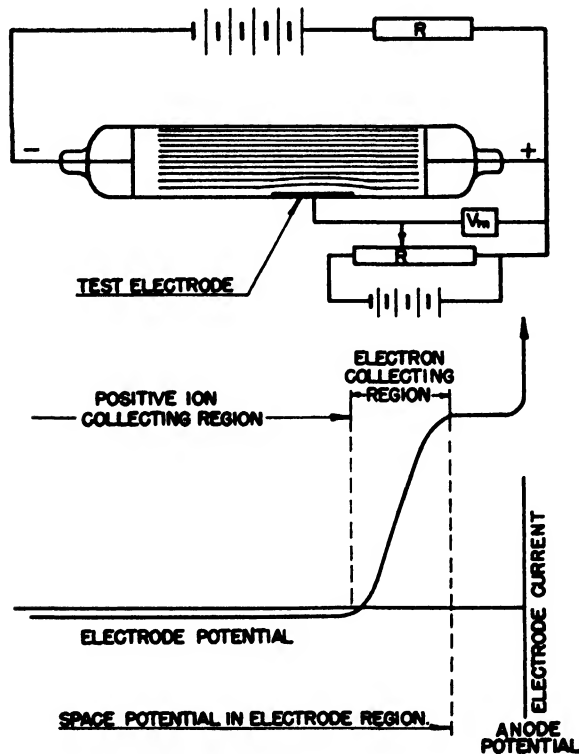 R
−
+
Vm
R
TEST ELECTRODE
ELECTRON
COLLECTING
REGION
POSITIVE ION
COLLECTING REGION
ELECTRODE POTENTIAL
ELECTRODE CURRENT
SPACE POTENTIAL IN ELECTRODE REGION.
ANODE
POTENTIAL